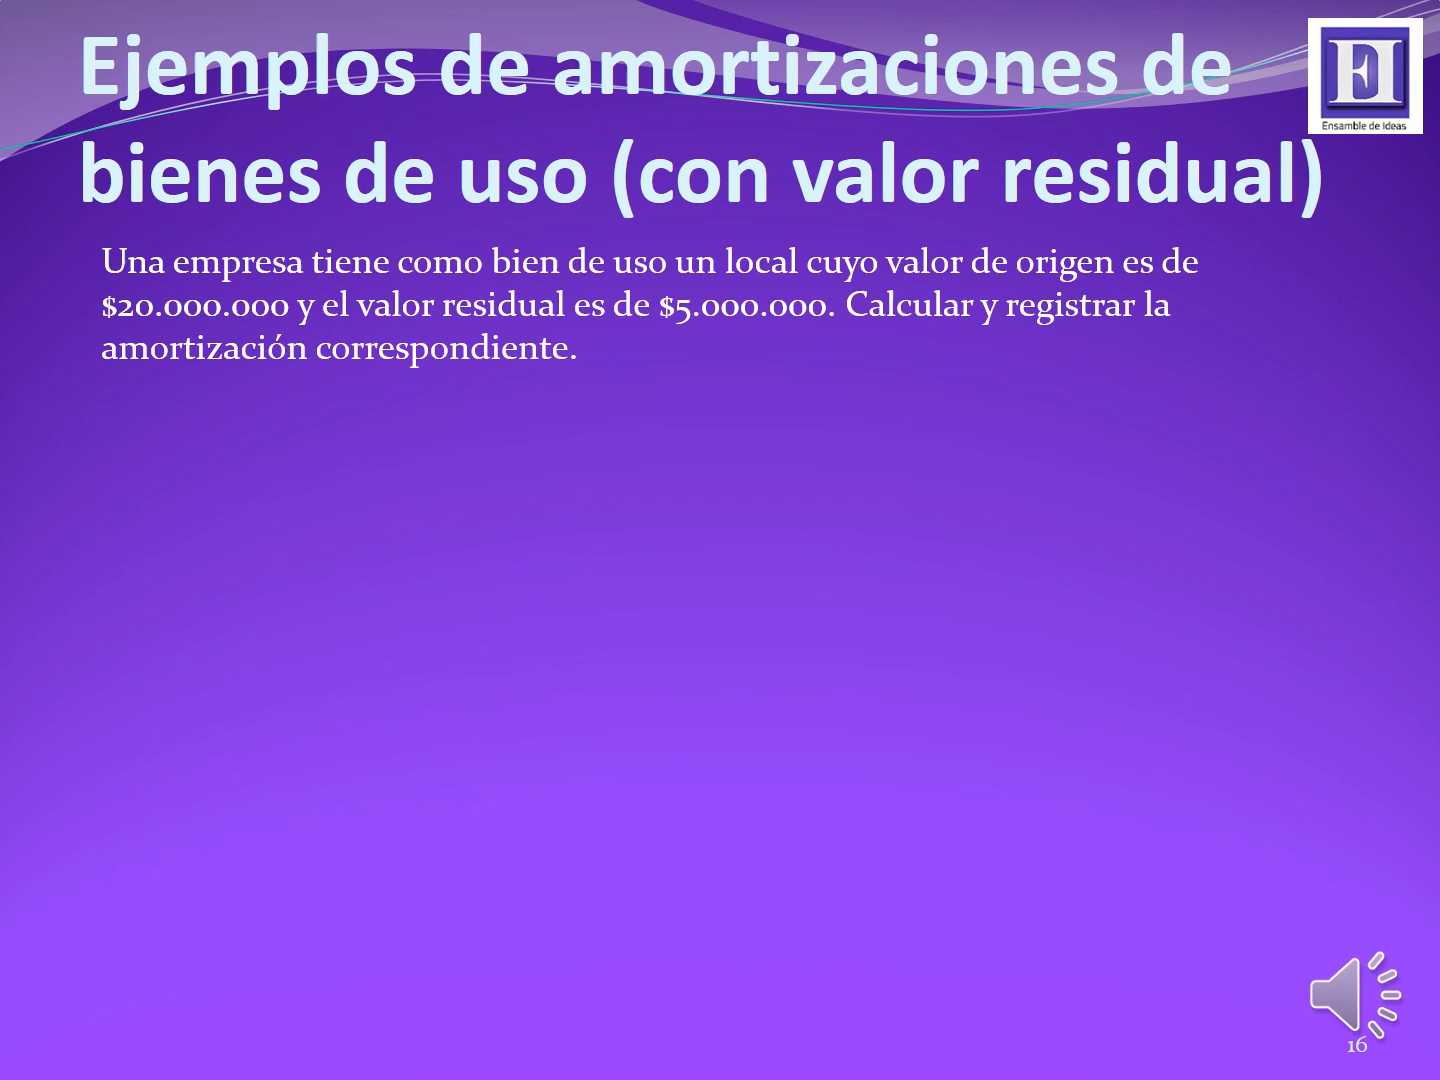 Ejemplos de amortizaciones de
bienes de uso (con valor residual)
EI
Ensamble de Ideas
Una empresa tiene como bien de uso un local cuyo valor de origen es de
$20.000.000 y el valor residual es de $5.000.000. Calcular y registrar la
amortización correspondiente.
16